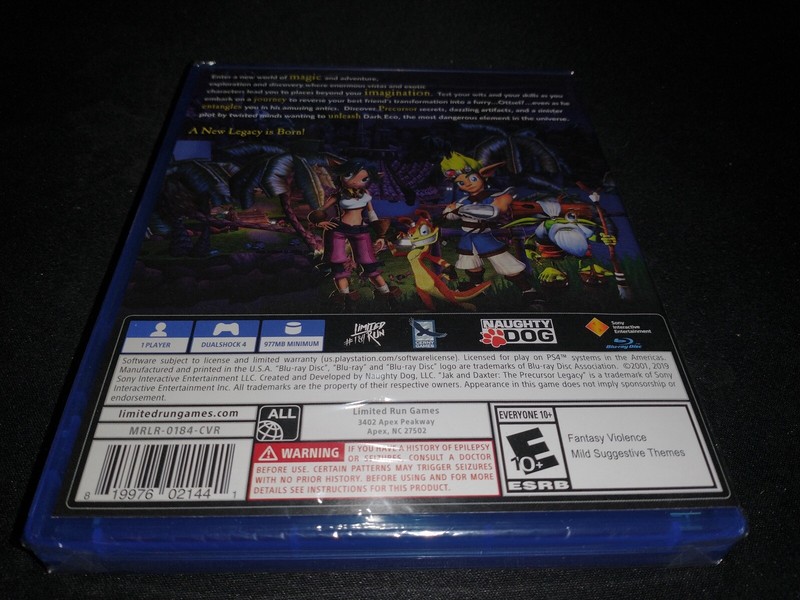 Enter a new world of magic and adventure,
exploration and discovery where enormous vistas and exotic
characters lead you to places beyond your imagination. Test your wits and your skills as you
embark on a journey to reverse your best friend's transformation into a furry...Ottsel! ...even as he
entangles you in his amusing antics. Discover Precursor secrets, dazzling artifacts, and a sinister
plot by twisted minds wanting to unleash Dark Eco, the most dangerous element in the universe.
A New Legacy is Born!
1 PLAYER
DUALSHOCK 4
977MB MINIMUM
LIMITED
RUN
NAUGHTY
DOG
Sony
Interactive
Entertainment
Blu-ray Disc
Software subject to license and limited warranty (us.playstation.com/softwarelicense). Licensed for play on PS4™ systems in the Americas.
Manufactured and printed in the U.S.A. "Blu-ray Disc", "Blu-ray" and "Blu-ray Disc" logo are trademarks of Blu-ray Disc Association. ©2001, 2019
Sony Interactive Entertainment LLC. Created and Developed by Naughty Dog, LLC. "Jak and Daxter: The Precursor Legacy" is a trademark of Sony
Interactive Entertainment Inc. All trademarks are the property of their respective owners. Appearance in this game does not imply sponsorship or
endorsement.
limitedrungames.com
MRLR-0184-CVR
8 19976 02144 1
ALL
Limited Run Games
3402 Apex Peakway
Apex, NC 27502
WARNING IF YOU HAVE A HISTORY OF EPILEPSY
OR SEIZURES, CONSULT A DOCTOR
BEFORE USE. CERTAIN PATTERNS MAY TRIGGER SEIZURES
WITH NO PRIOR HISTORY. BEFORE USING AND FOR MORE
DETAILS SEE INSTRUCTIONS FOR THIS PRODUCT.
EVERYONE 10+
E
10+
ESRB
Fantasy Violence
Mild Suggestive Themes